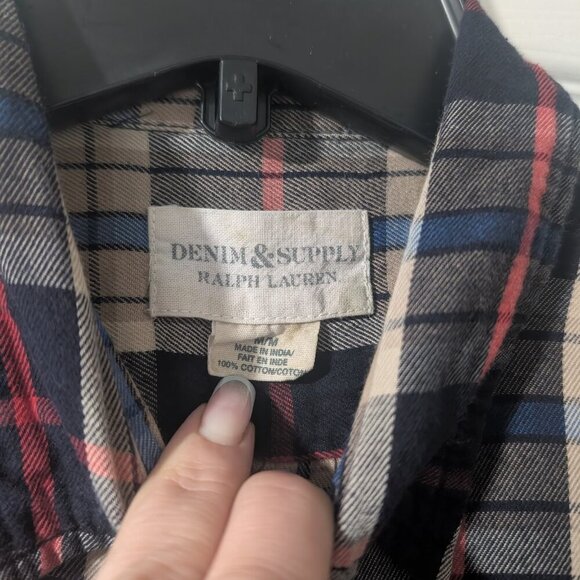 DENIM & SUPPLY
RALPH LAUREN
M/M
MADE IN INDIA/
FAIT EN INDE
100% COTTON/COTON